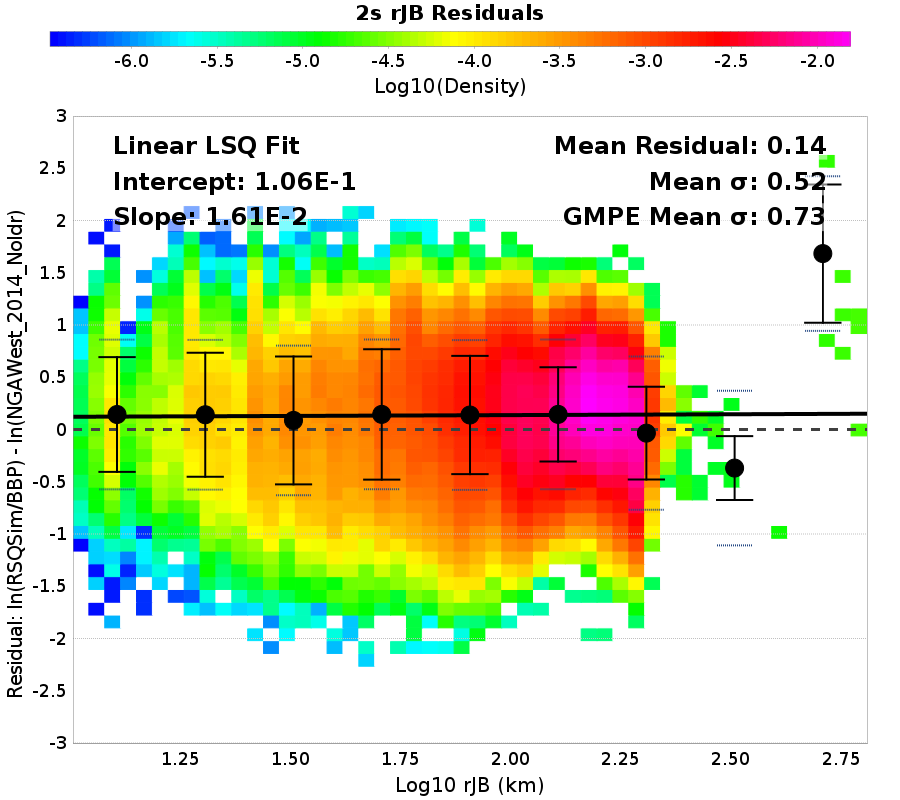 2s rJB Residuals
-6.0 -5.5 -5.0 -4.5 -4.0 -3.5 -3.0 -2.5 -2.0
Log10(Density)
Linear LSQ Fit
Intercept: 1.06E-1
Slope: 1.61E-2
Mean Residual: 0.14
Mean σ: 0.52
GMPE Mean σ: 0.73
Residual: ln(RSQSim/BBP) - ln(NGAWest_2014_NoIdr)
3
2.5
2
1.5
1
0.5
0
-0.5
-1
-1.5
-2
-2.5
-3
1.25 1.50 1.75 2.00 2.25 2.50 2.75
Log10 rJB (km)